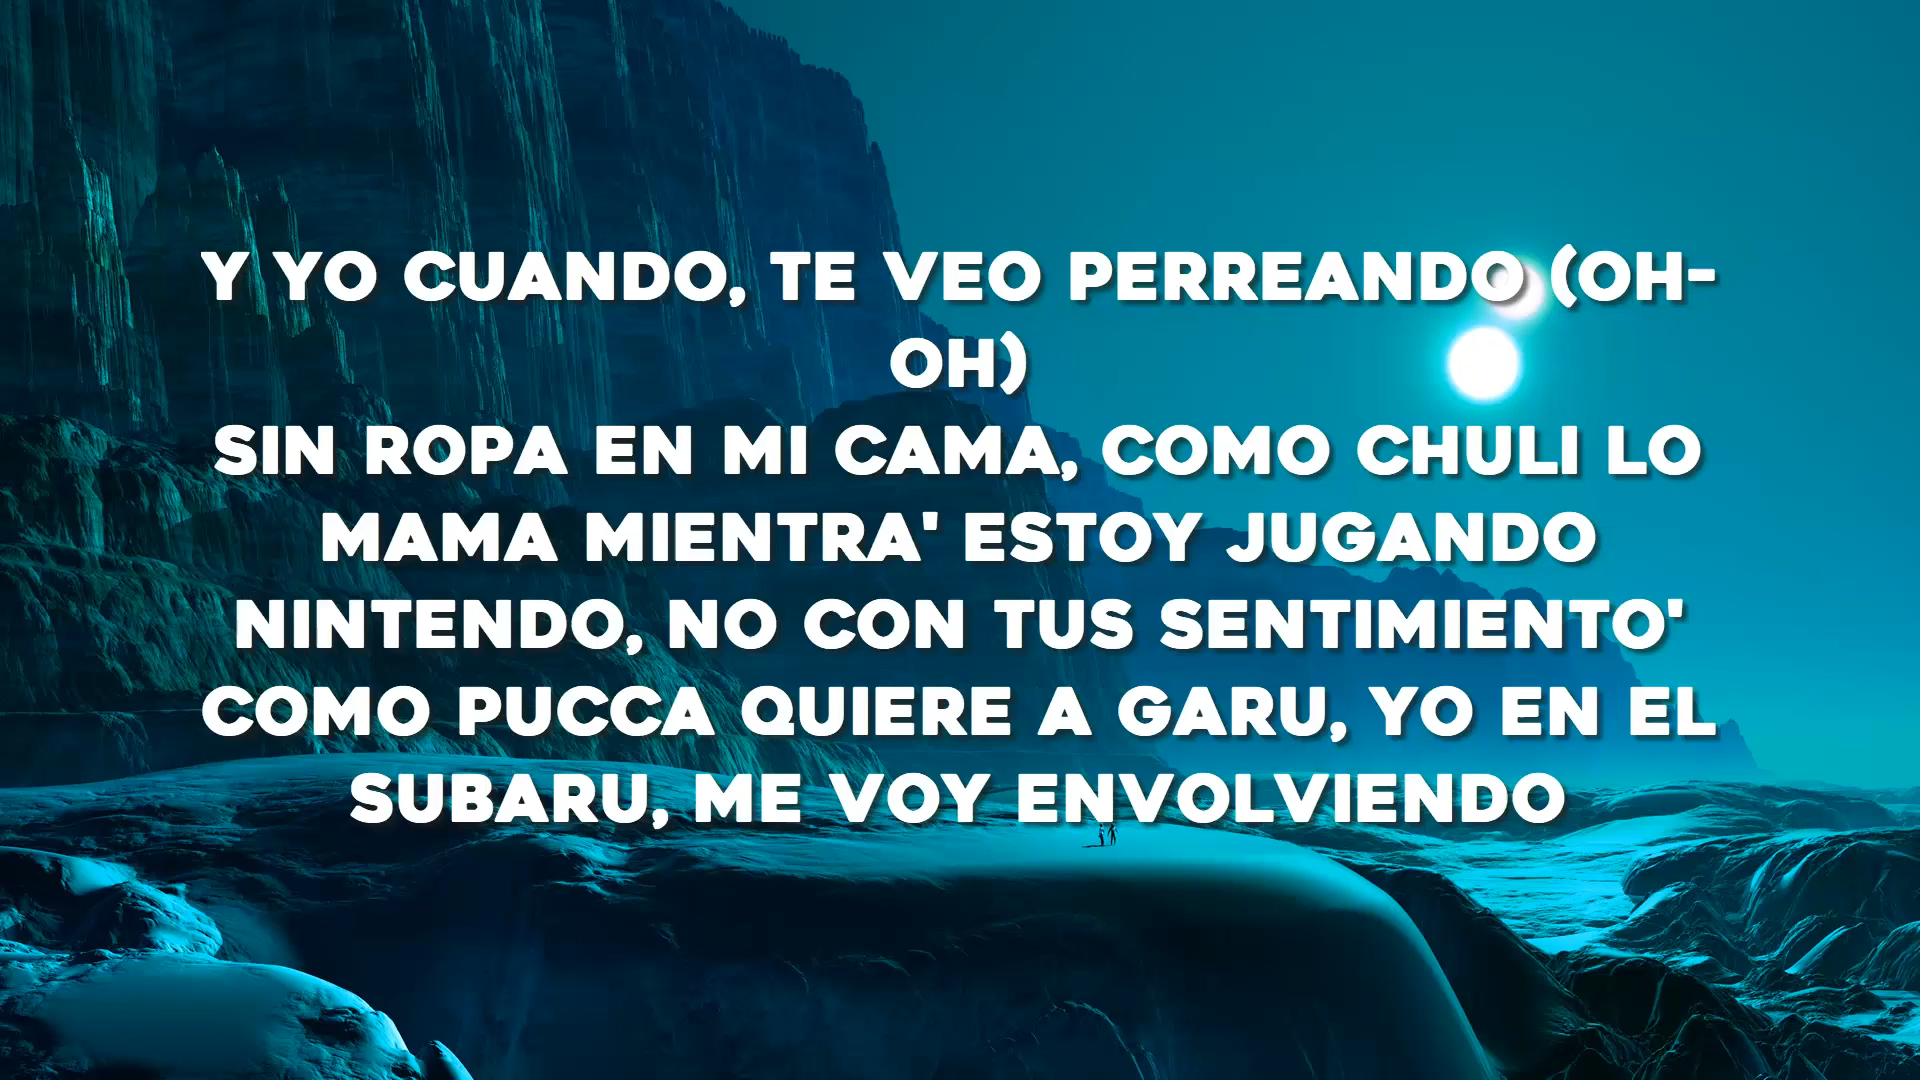 Y YO CUANDO, TE VEO PERREANDO (OH-
OH)
SIN ROPA EN MI CAMA, COMO CHULI LO
MAMA MIENTRA' ESTOY JUGANDO
NINTENDO, NO CON TUS SENTIMIENTO'
COMO PUCCA QUIERE A GARU, YO EN EL
SUBARU, ME VOY ENVOLVIENDO